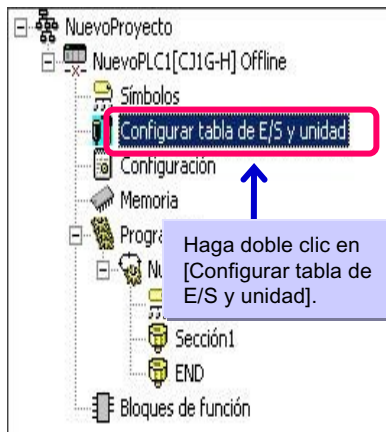 NuevoProyecto
NuevoPLC1[CJ1G-H] Offline
Símbolos
Configurar tabla de E/S y unidad
Configuración
Memoria
Haga doble clic en
[Configurar tabla de
E/S y unidad].
Sección1
END
Bloques de función